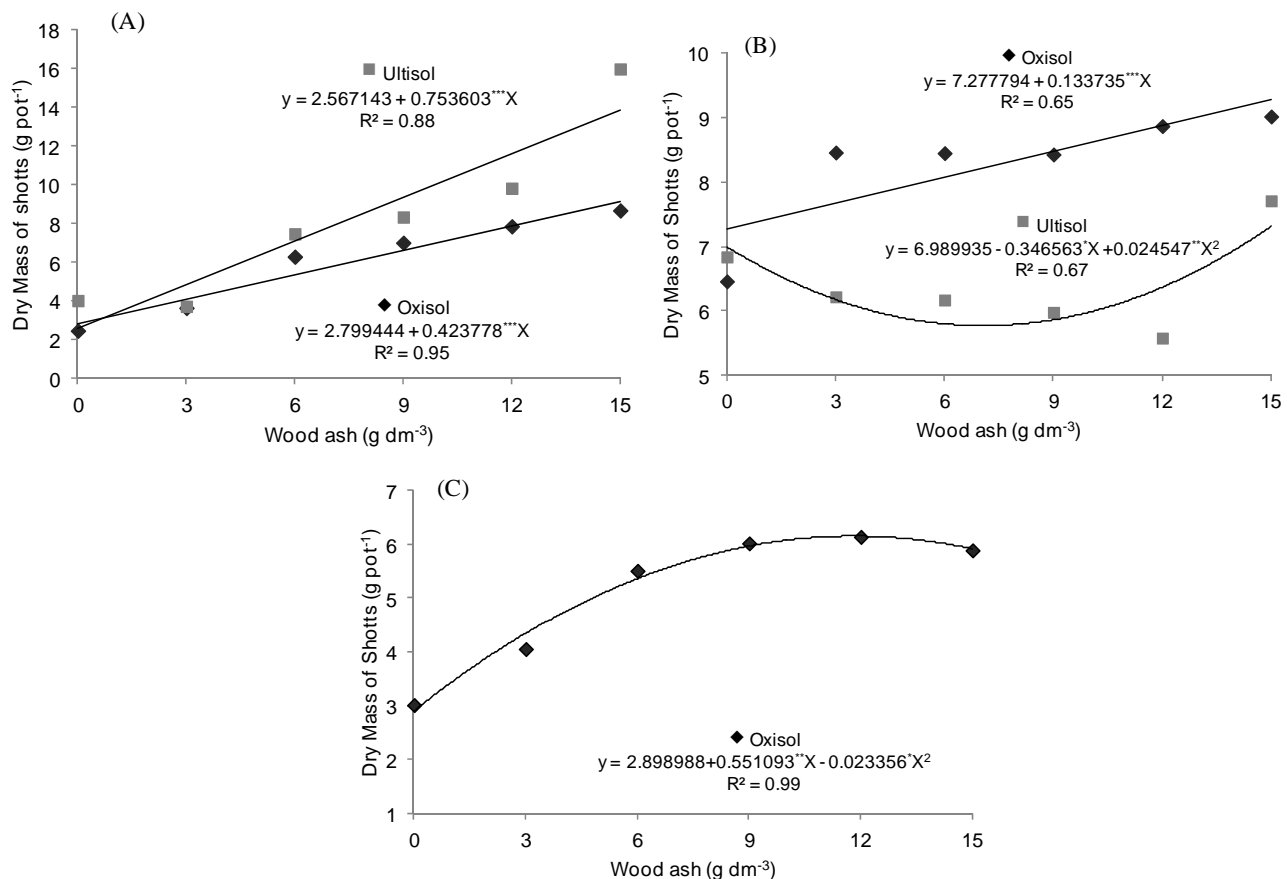 (A)
Dry Mass of shotts (g pot⁻¹)
18
16
14
12
10
8
6
4
2
0
Ultisol
y = 2.567143 + 0.753603***X
R² = 0.88
Oxisol
y = 2.799444 + 0.423778***X
R² = 0.95
0 3 6 9 12 15
Wood ash (g dm⁻³)
(B)
Dry Mass of Shotts (g pot⁻¹)
10
9
8
7
6
5
Oxisol
y = 7.277794 + 0.133735***X
R² = 0.65
Ultisol
y = 6.989935 - 0.346563*X + 0.024547**X²
R² = 0.67
0 3 6 9 12 15
Wood ash (g dm⁻³)
(C)
Dry Mass of Shotts (g pot⁻¹)
7
6
5
4
3
2
1
Oxisol
y = 2.898988+0.551093**X - 0.023356*X²
R² = 0.99
0 3 6 9 12 15
Wood ash (g dm⁻³)